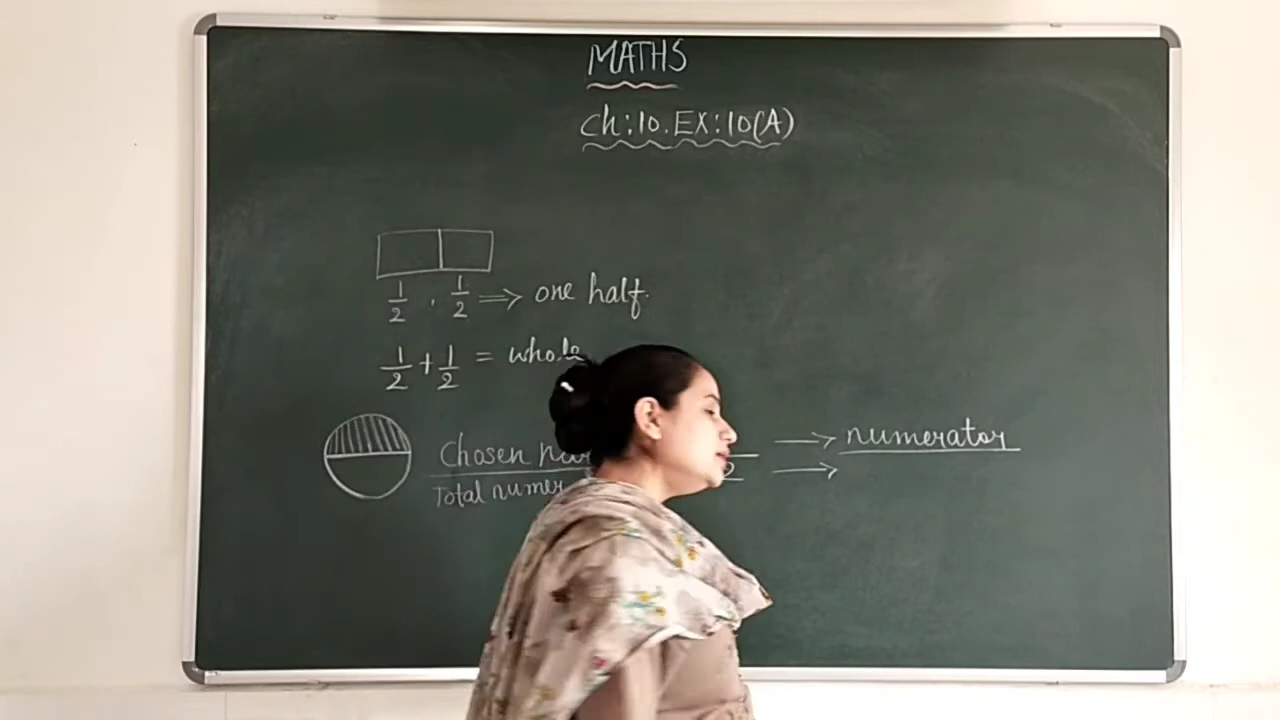 MATHS
Ch:10.EX:10(A)
1/2 , 1/2 ⇒ one half.
1/2 + 1/2 = whole
Chosen
Total numer
2
→ numerator
→